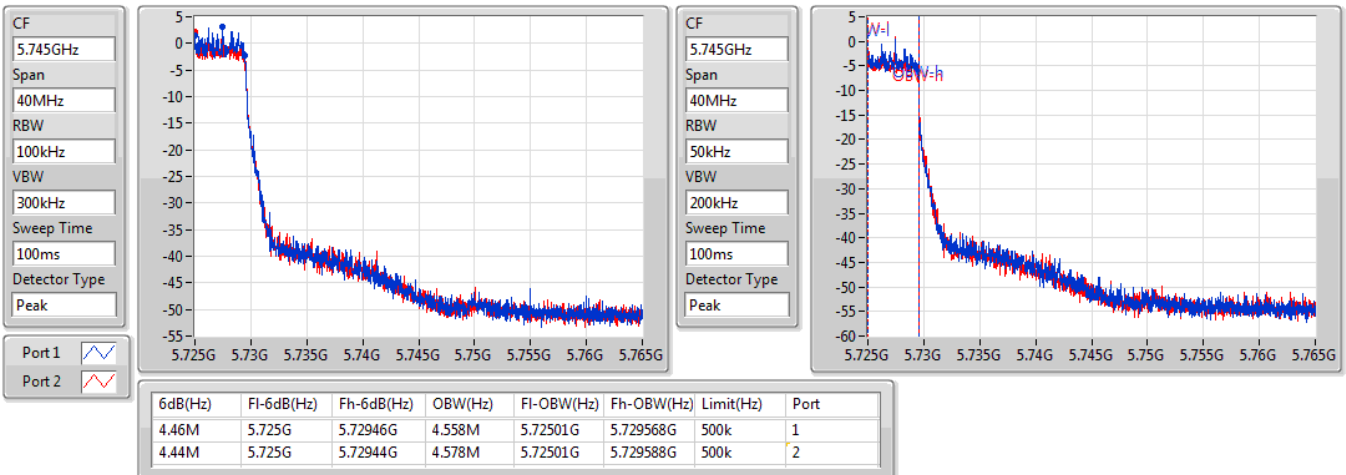 CF
5.745GHz
Span
40MHz
RBW
100kHz
VBW
300kHz
Sweep Time
100ms
Detector Type
Peak
Port 1
Port 2
5
0
-5
-10
-15
-20
-25
-30
-35
-40
-45
-50
-55
5.725G 5.73G 5.735G 5.74G 5.745G 5.75G 5.755G 5.76G 5.765G
CF
5.745GHz
Span
40MHz
RBW
50kHz
VBW
200kHz
Sweep Time
100ms
Detector Type
Peak
5
0
-5
-10
-15
-20
-25
-30
-35
-40
-45
-50
-55
-60
W-l
OBW-h
5.725G 5.73G 5.735G 5.74G 5.745G 5.75G 5.755G 5.76G 5.765G
6dB(Hz) Fl-6dB(Hz) Fh-6dB(Hz) OBW(Hz) Fl-OBW(Hz) Fh-OBW(Hz) Limit(Hz) Port
4.46M 5.725G 5.72946G 4.558M 5.72501G 5.729568G 500k 1
4.44M 5.725G 5.72944G 4.578M 5.72501G 5.729588G 500k 2